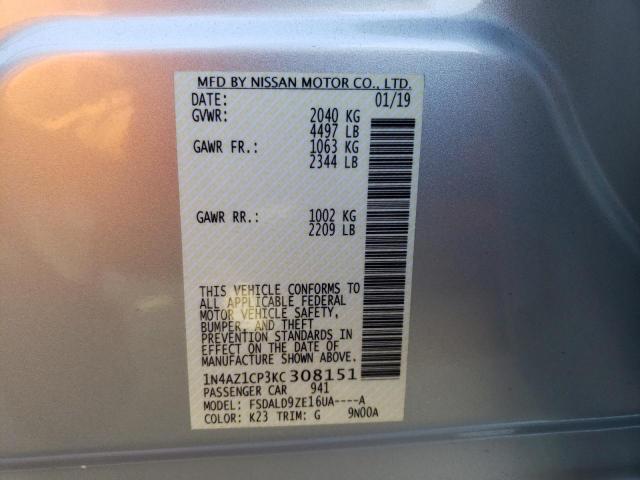 MFD BY NISSAN MOTOR CO., LTD.
DATE: 01/19
GVWR: 2040 KG
4497 LB
GAWR FR.: 1063 KG
2344 LB
GAWR RR.: 1002 KG
2209 LB
THIS VEHICLE CONFORMS TO
ALL APPLICABLE FEDERAL
MOTOR VEHICLE SAFETY,
BUMPER, AND THEFT
PREVENTION STANDARDS IN
EFFECT ON THE DATE OF
MANUFACTURE SHOWN ABOVE.
1N4AZ1CP3KC308151
PASSENGER CAR 941
MODEL: FSDALD9ZE16UA----A
COLOR: K23 TRIM: G 9N00A